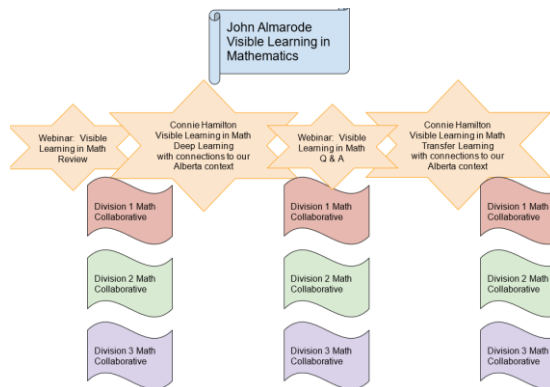 John Almarode
Visible Learning in
Mathematics
Webinar: Visible
Learning in Math
Review
Connie Hamilton
Visible Learning in Math
Deep Learning
with connections to our
Alberta context
Webinar: Visible
Learning in Math
Q & A
Connie Hamilton
Visible Learning in Math
Transfer Learning
with connections to our
Alberta context
Division 1 Math
Collaborative
Division 1 Math
Collaborative
Division 1 Math
Collaborative
Division 2 Math
Collaborative
Division 2 Math
Collaborative
Division 2 Math
Collaborative
Division 3 Math
Collaborative
Division 3 Math
Collaborative
Division 3 Math
Collaborative